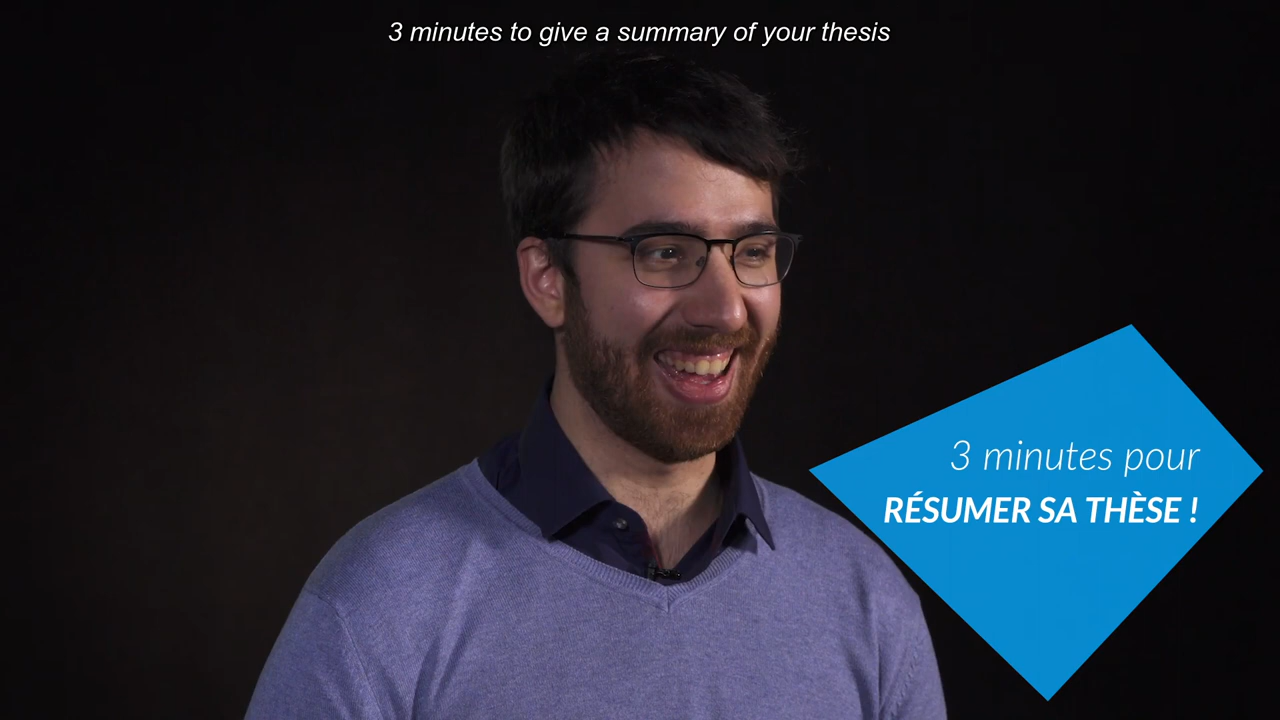 3 minutes to give a summary of your thesis
3 minutes pour
RÉSUMER SA THÈSE !